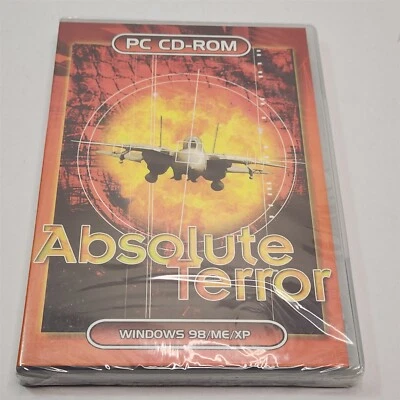 PC CD-ROM
Absolute
Terror
WINDOWS 98/ME/XP